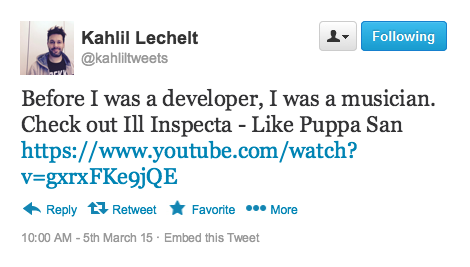 Kahlil Lechelt
@kahliltweets
Following
Before I was a developer, I was a musician.
Check out Ill Inspecta - Like Puppa San
https://www.youtube.com/watch?
v=gxrxFKe9jQE
Reply Retweet Favorite More
10:00 AM - 5th March 15 · Embed this Tweet